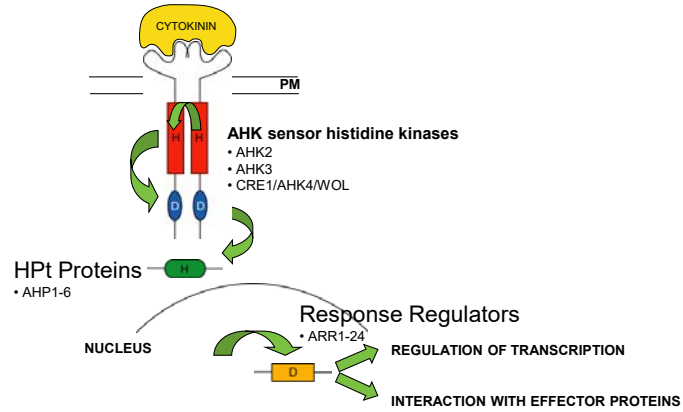 CYTOKININ
PM
H H
AHK sensor histidine kinases
• AHK2
• AHK3
• CRE1/AHK4/WOL
D D
HPt Proteins
H
• AHP1-6
Response Regulators
• ARR1-24
NUCLEUS
REGULATION OF TRANSCRIPTION
D
INTERACTION WITH EFFECTOR PROTEINS